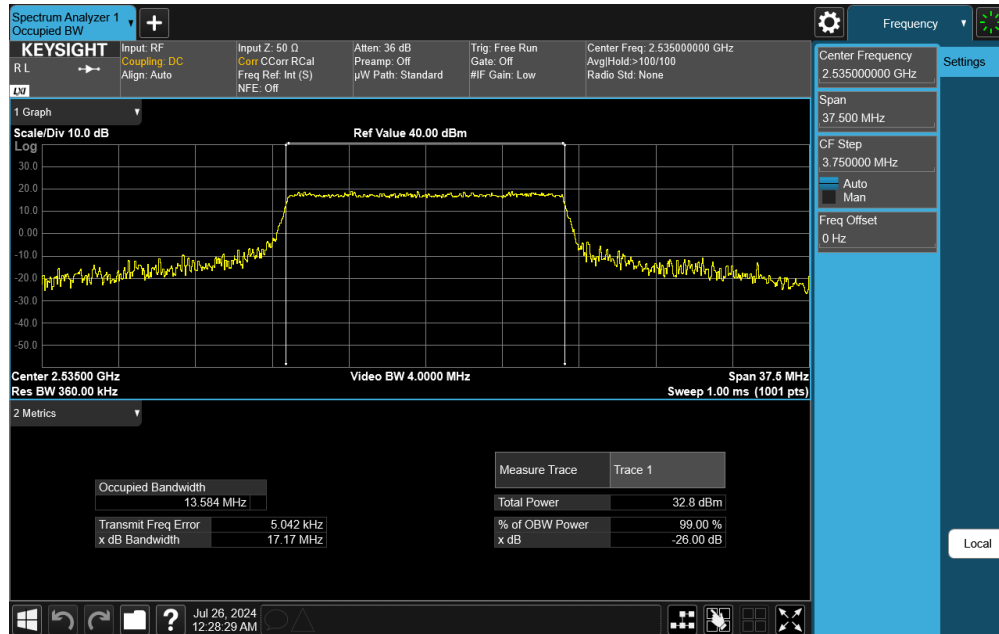 Spectrum Analyzer 1
Occupied BW
Frequency
KEYSIGHT
R L
LXI
Input: RF
Coupling: DC
Align: Auto
Input Z: 50 Ω
Corr CCorr RCal
Freq Ref: Int (S)
NFE: Off
Atten: 36 dB
Preamp: Off
µW Path: Standard
Trig: Free Run
Gate: Off
#IF Gain: Low
Center Freq: 2.535000000 GHz
Avg|Hold:>100/100
Radio Std: None
Center Frequency
2.535000000 GHz
Settings
Span
37.500 MHz
CF Step
3.750000 MHz
Auto
Man
Freq Offset
0 Hz
Local
1 Graph
Scale/Div 10.0 dB
Ref Value 40.00 dBm
Log
30.0
20.0
10.0
0.00
-10.0
-20.0
-30.0
-40.0
-50.0
Center 2.53500 GHz
Video BW 4.0000 MHz
Span 37.5 MHz
Res BW 360.00 kHz
Sweep 1.00 ms (1001 pts)
2 Metrics
Occupied Bandwidth
13.584 MHz
Transmit Freq Error 5.042 kHz
x dB Bandwidth 17.17 MHz
Measure Trace Trace 1
Total Power 32.8 dBm
% of OBW Power 99.00 %
x dB -26.00 dB
?
Jul 26, 2024
12:28:29 AM